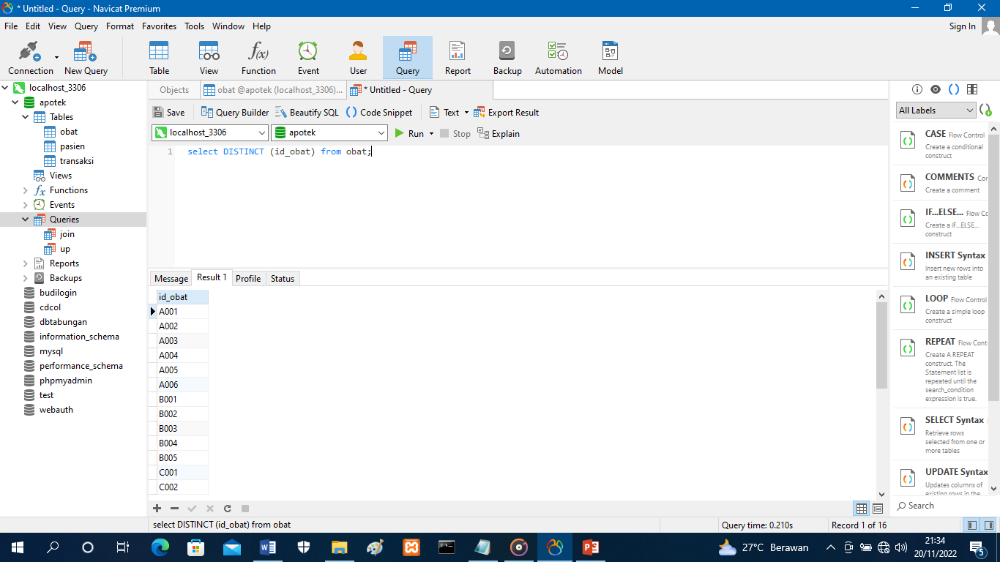 * Untitled - Query - Navicat Premium
File Edit View Query Format Favorites Tools Window Help Sign In
Connection New Query Table View Function Event User Query Report Backup Automation Model
f(x)
localhost_3306
apotek
Tables
obat
pasien
transaksi
Views
Functions
Events
Queries
join
up
Reports
Backups
budilogin
cdcol
dbtabungan
information_schema
mysql
performance_schema
phpmyadmin
test
webauth
Objects obat @apotek (localhost_3306)... * Untitled - Query
Save Query Builder Beautify SQL Code Snippet Text Export Result
localhost_3306 apotek Run Stop Explain
1 select DISTINCT (id_obat) from obat;
Message Result 1 Profile Status
id_obat
A001
A002
A003
A004
A005
A006
B001
B002
B003
B004
B005
C001
C002
select DISTINCT (id_obat) from obat Query time: 0.210s Record 1 of 16
All Labels
CASE Flow Control
Create a conditional
construct
COMMENTS Cor
Create a comment
IF...ELSE... Flow Cc
Create a IF...ELSE...
construct
INSERT Syntax
Insert new rows into
an existing table
LOOP Flow Control
Create a simple loop
construct
REPEAT Flow Cont
Create A REPEAT
construct. The
Statement list is
repeated until the
search_condition
expression is true.
SELECT Syntax
Retrieve rows
selected from one or
more tables
UPDATE Syntax
Updates columns of
existing rows in the
Search
27°C Berawan
21:34
20/11/2022
5